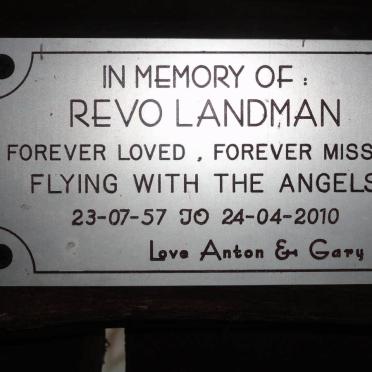 IN MEMORY OF :
REVO LANDMAN
FOREVER LOVED , FOREVER MISS
FLYING WITH THE ANGELS
23-07-57 TO 24-04-2010
Love Anton & Gary